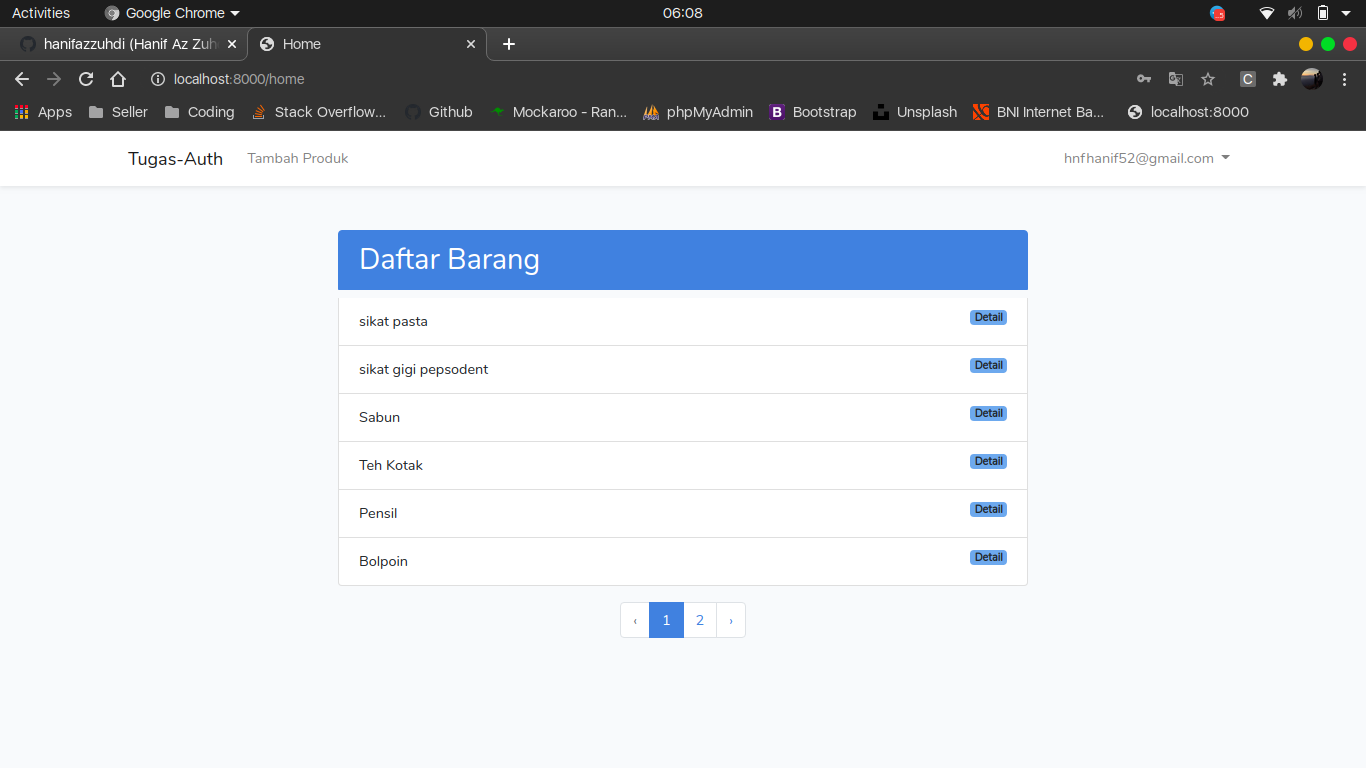 Activities Google Chrome 06:08
hanifazzuhdi (Hanif Az Zuh Home
localhost:8000/home
Apps Seller Coding Stack Overflow... Github Mockaroo - Ran... phpMyAdmin B Bootstrap Unsplash BNI Internet Ba... localhost:8000
Tugas-Auth Tambah Produk hnfhanif52@gmail.com
Daftar Barang
sikat pasta Detail
sikat gigi pepsodent Detail
Sabun Detail
Teh Kotak Detail
Pensil Detail
Bolpoin Detail
‹ 1 2 ›